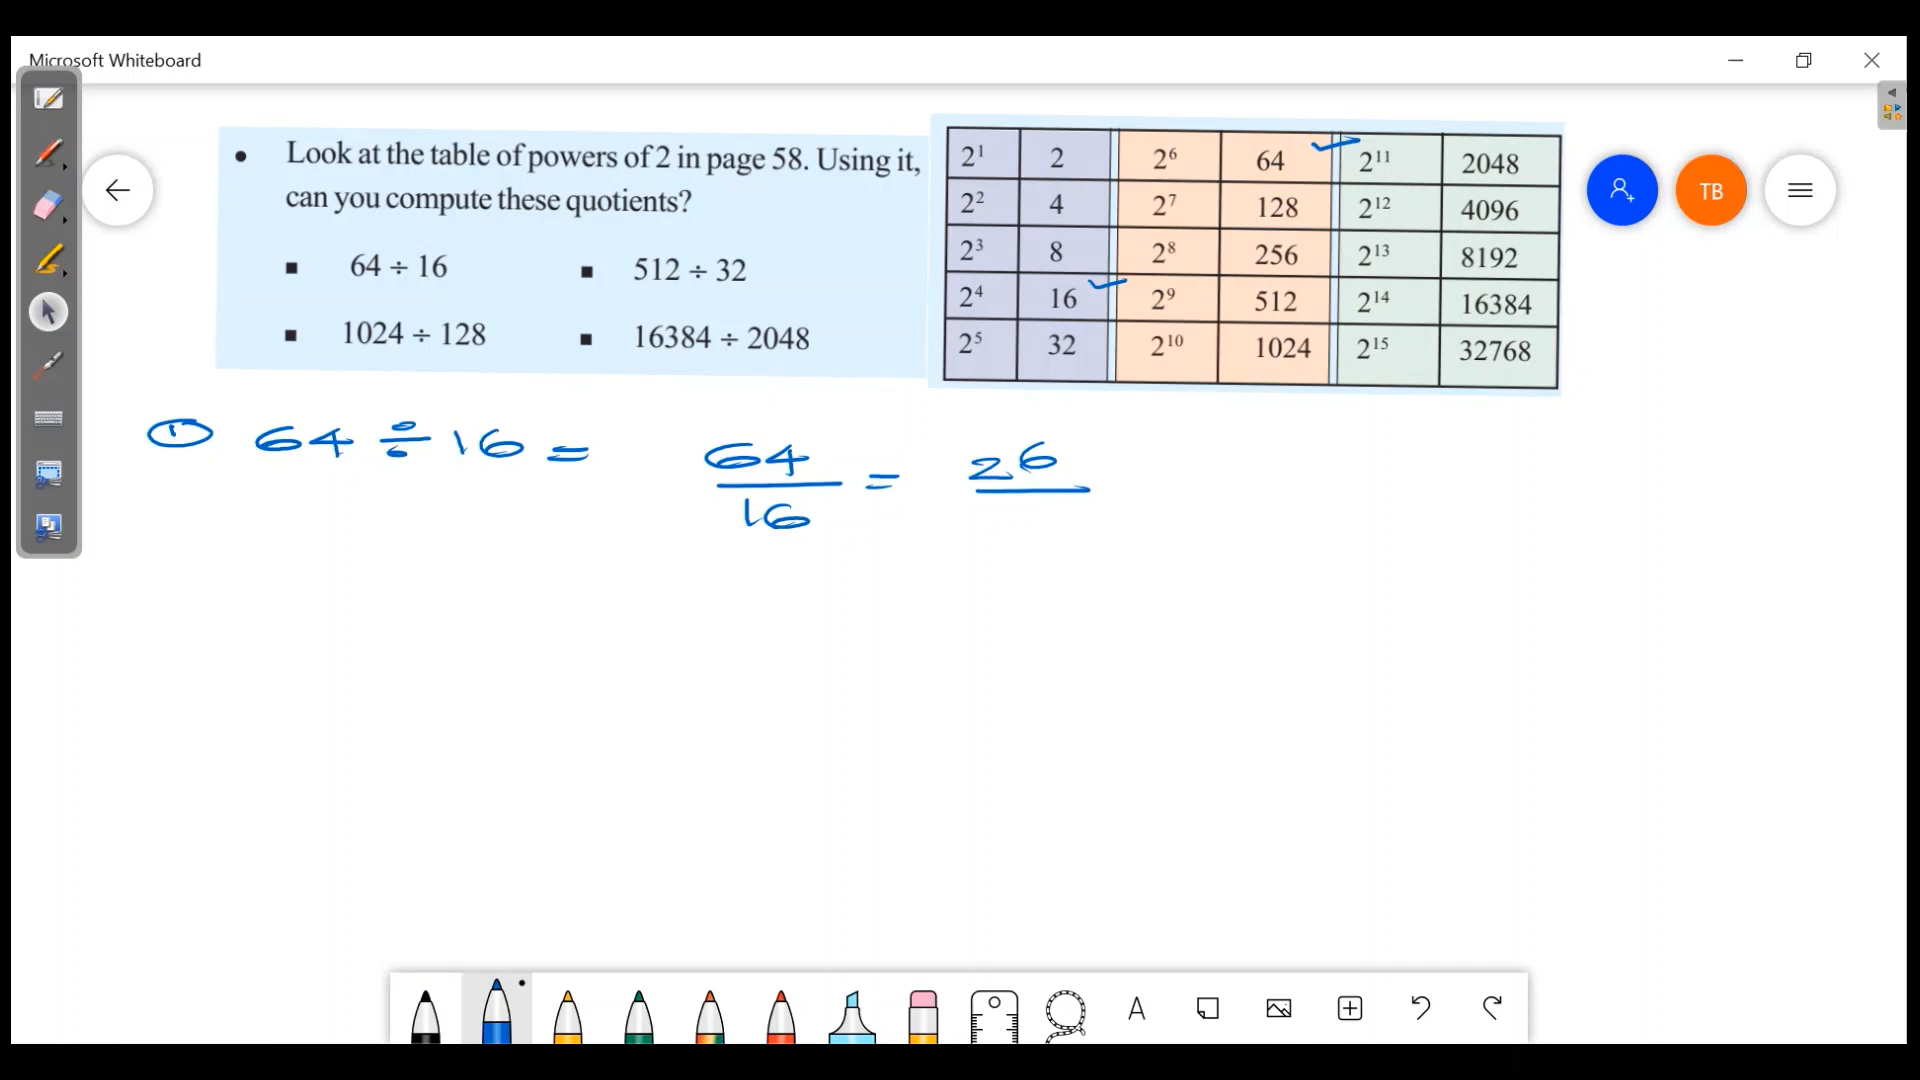 Microsoft Whiteboard
• Look at the table of powers of 2 in page 58. Using it,
can you compute these quotients?
▪ 64 ÷ 16 ▪ 512 ÷ 32
▪ 1024 ÷ 128 ▪ 16384 ÷ 2048
2¹ 2 2⁶ 64 2¹¹ 2048
2² 4 2⁷ 128 2¹² 4096
2³ 8 2⁸ 256 2¹³ 8192
2⁴ 16 2⁹ 512 2¹⁴ 16384
2⁵ 32 2¹⁰ 1024 2¹⁵ 32768
TB
① 64 ÷ 16 = 64/16 = 2⁶
A